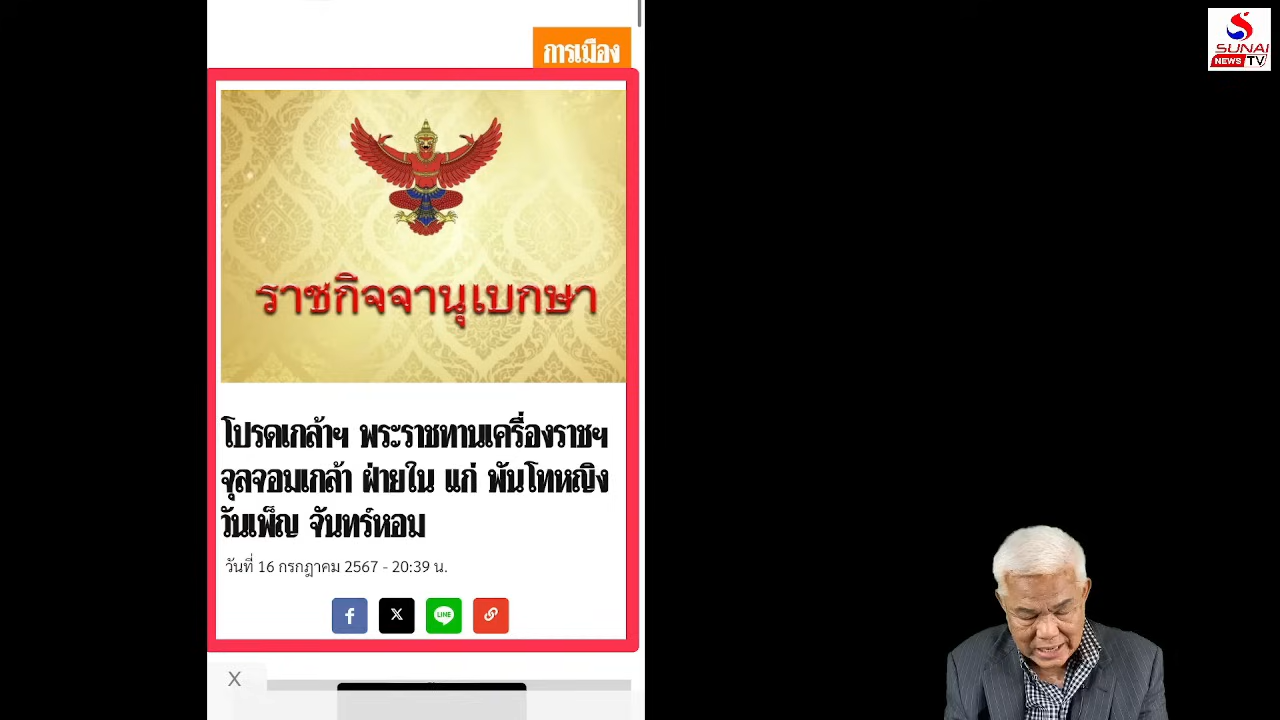 การเมือง
SUNAI
NEWS TV
ราชกิจจานุเบกษา
โปรดเกล้าฯ พระราชทานเครื่องราชฯ
จุลจอมเกล้า ฝ่ายใน แก่ พันโทหญิง
วันเพ็ญ จันทร์หอม
วันที่ 16 กรกฎาคม 2567 - 20:39 น.
f X LINE
X